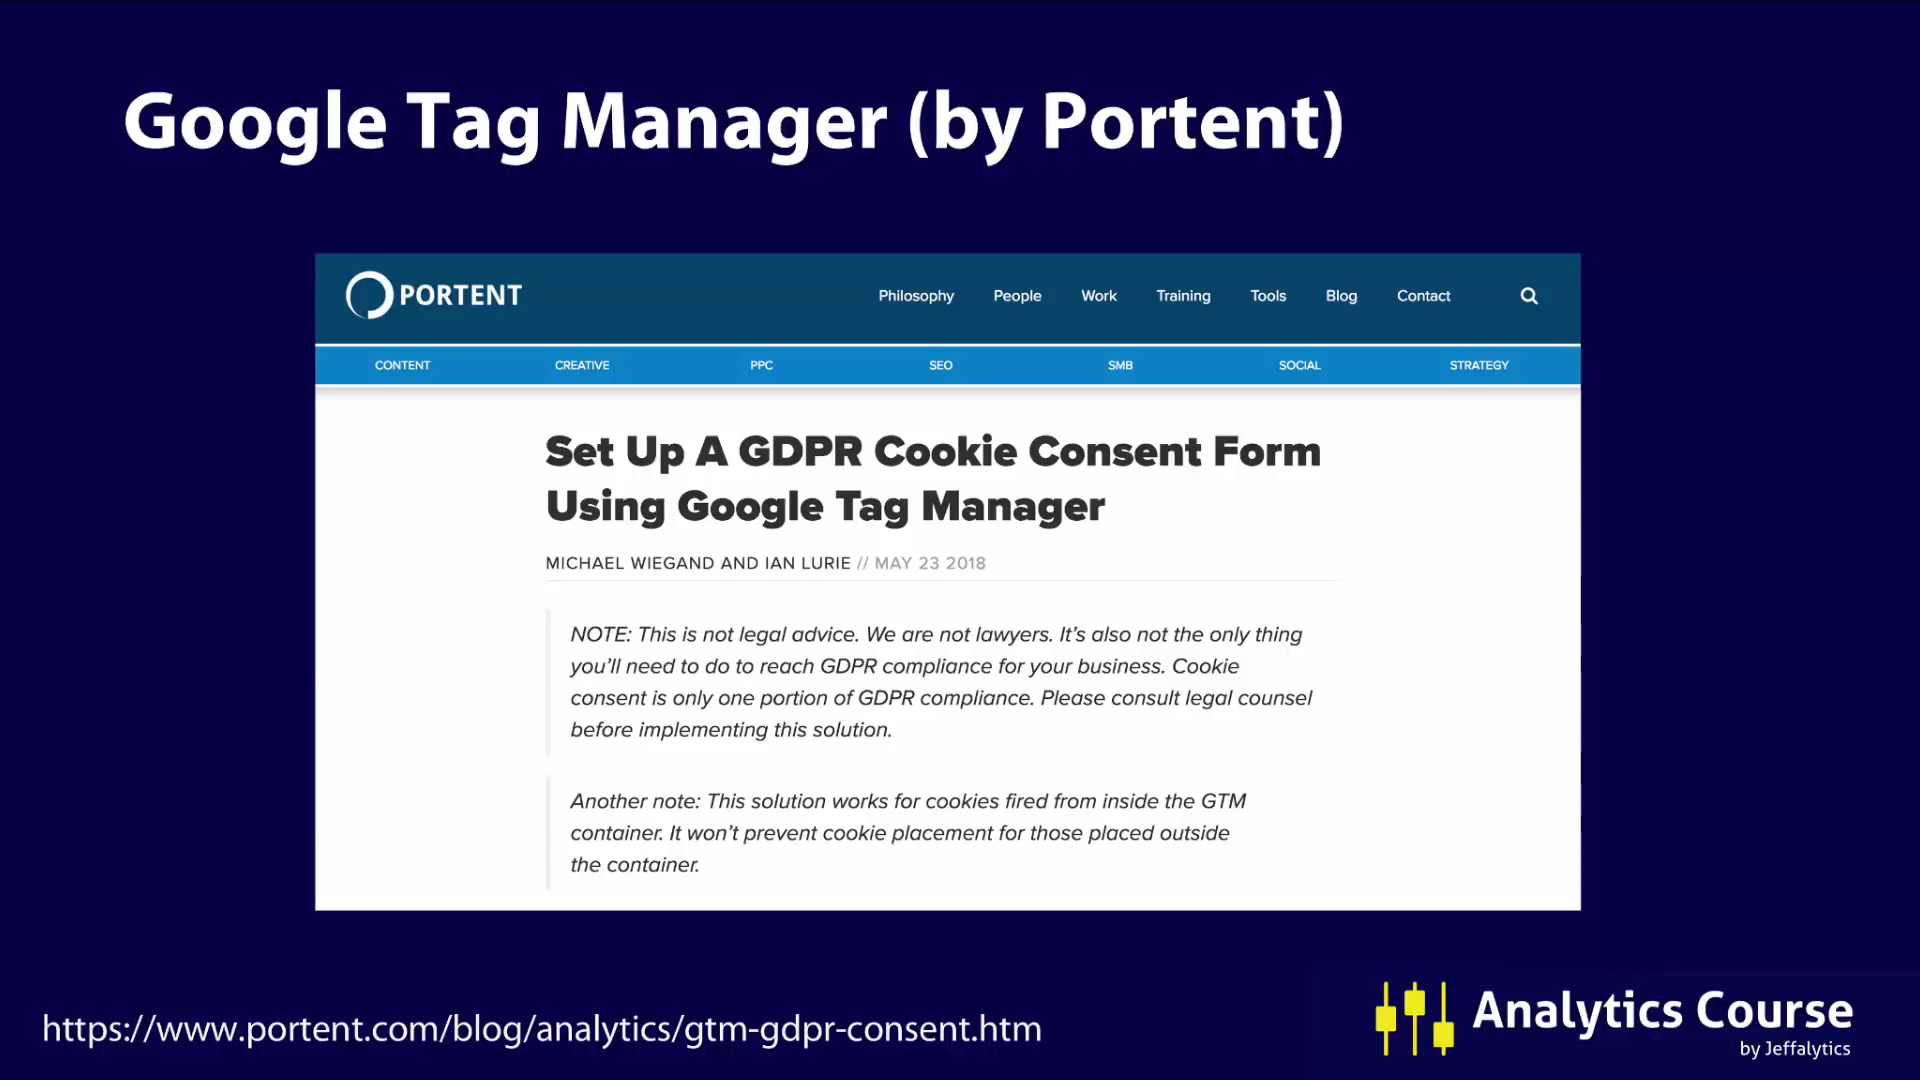 Google Tag Manager (by Portent)
PORTENT
Philosophy People Work Training Tools Blog Contact
CONTENT CREATIVE PPC SEO SMB SOCIAL STRATEGY
Set Up A GDPR Cookie Consent Form
Using Google Tag Manager
MICHAEL WIEGAND AND IAN LURIE // MAY 23 2018
NOTE: This is not legal advice. We are not lawyers. It’s also not the only thing
you’ll need to do to reach GDPR compliance for your business. Cookie
consent is only one portion of GDPR compliance. Please consult legal counsel
before implementing this solution.
Another note: This solution works for cookies fired from inside the GTM
container. It won’t prevent cookie placement for those placed outside
the container.
https://www.portent.com/blog/analytics/gtm-gdpr-consent.htm
Analytics Course
by Jeffalytics